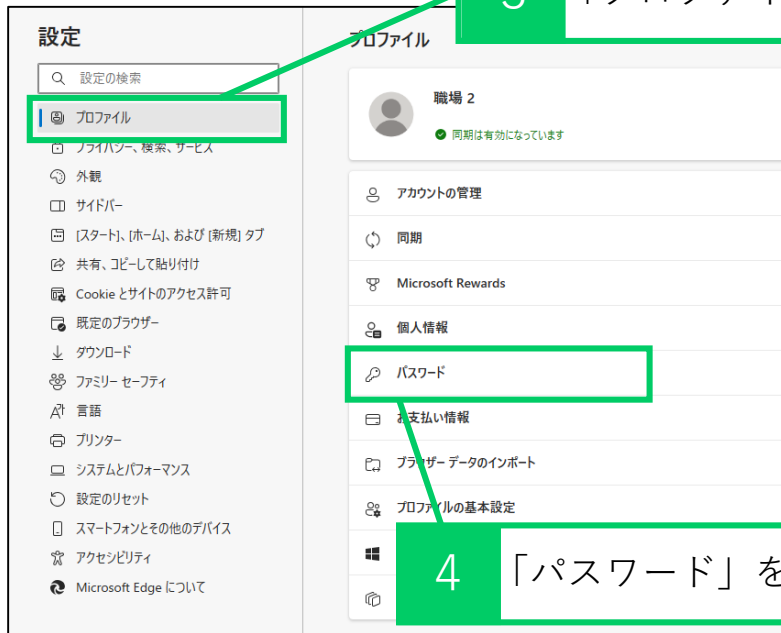 設定
設定の検索
プロファイル
プライバシー、検索、サービス
外観
サイドバー
[スタート]、[ホーム]、および [新規] タブ
共有、コピーして貼り付け
Cookie とサイトのアクセス許可
既定のブラウザー
ダウンロード
ファミリー セーフティ
言語
プリンター
システムとパフォーマンス
設定のリセット
スマートフォンとその他のデバイス
アクセシビリティ
Microsoft Edge について
プロファイル
職場 2
同期は有効になっています
アカウントの管理
同期
Microsoft Rewards
個人情報
パスワード
お支払い情報
ブラウザー データのインポート
プロファイルの基本設定
4 「パスワード」を